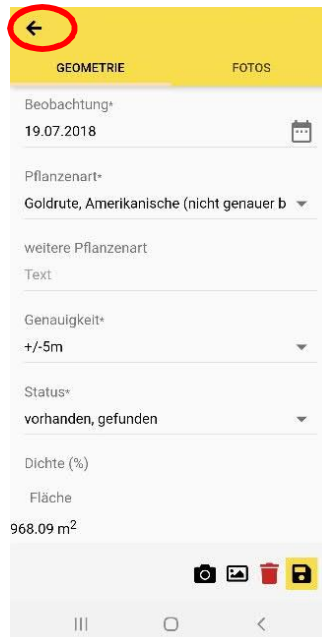 GEOMETRIE FOTOS
Beobachtung*
19.07.2018
Pflanzenart*
Goldrute, Amerikanische (nicht genauer b
weitere Pflanzenart
Text
Genauigkeit*
+/-5m
Status*
vorhanden, gefunden
Dichte (%)
Fläche
968.09 m²